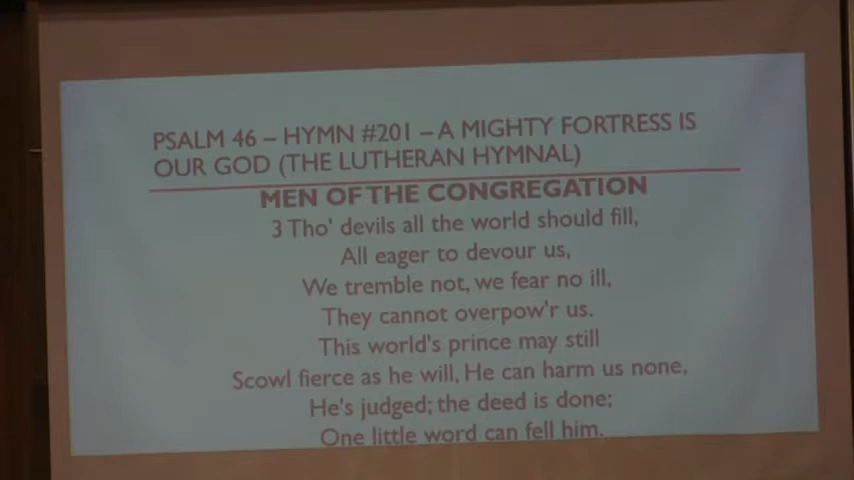 PSALM 46 – HYMN #201 – A MIGHTY FORTRESS IS
OUR GOD (THE LUTHERAN HYMNAL)
MEN OF THE CONGREGATION
3 Tho' devils all the world should fill,
All eager to devour us,
We tremble not, we fear no ill,
They cannot overpow'r us.
This world's prince may still
Scowl fierce as he will, He can harm us none,
He's judged; the deed is done;
One little word can fell him.